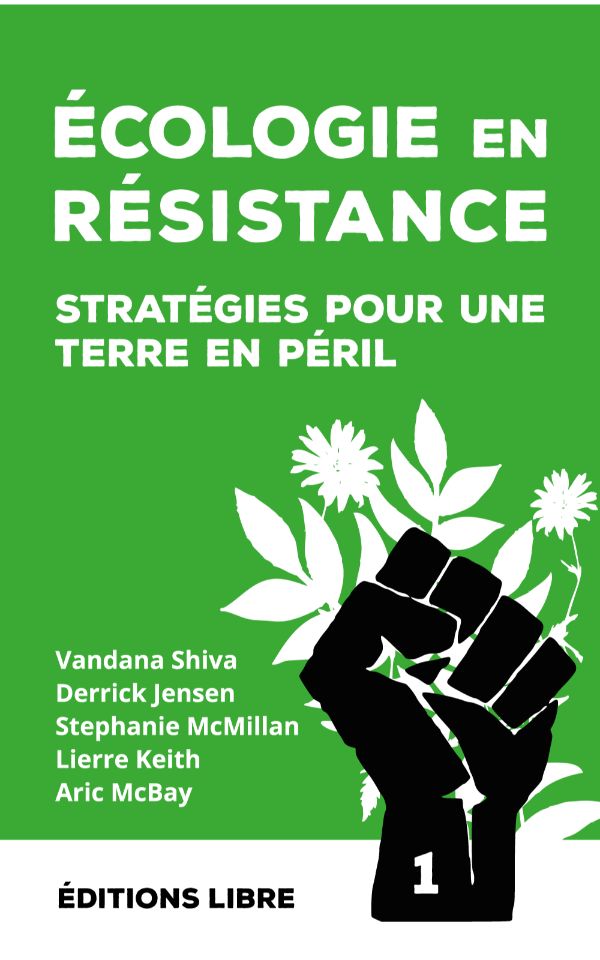 ÉCOLOGIE EN
RÉSISTANCE
STRATÉGIES POUR UNE
TERRE EN PÉRIL
Vandana Shiva
Derrick Jensen
Stephanie McMillan
Lierre Keith
Aric McBay
1
ÉDITIONS LIBRE